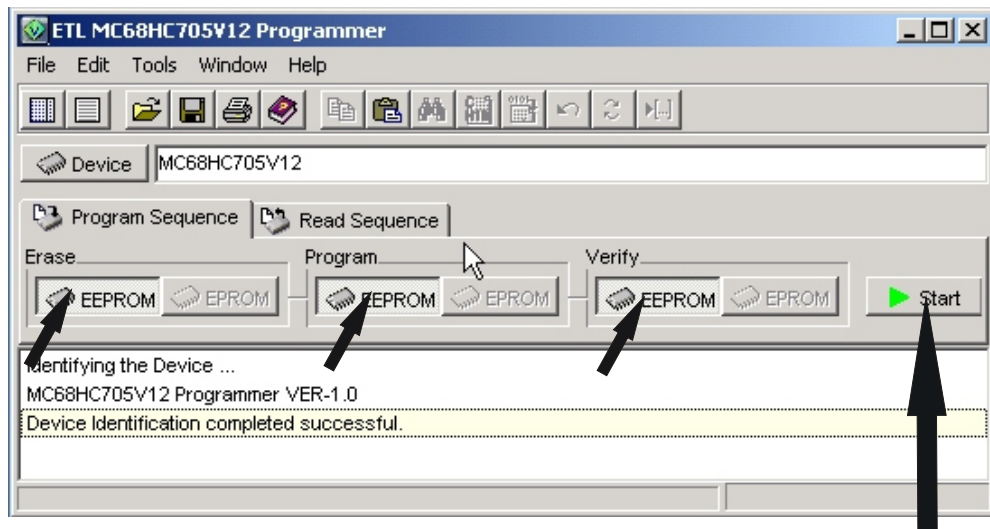 ETL MC68HC705V12 Programmer
File Edit Tools Window Help
Device MC68HC705V12
Program Sequence Read Sequence
Erase Program Verify
EEPROM EPROM EEPROM EPROM EEPROM EPROM Start
Identifying the Device ...
MC68HC705V12 Programmer VER-1.0
Device Identification completed successful.